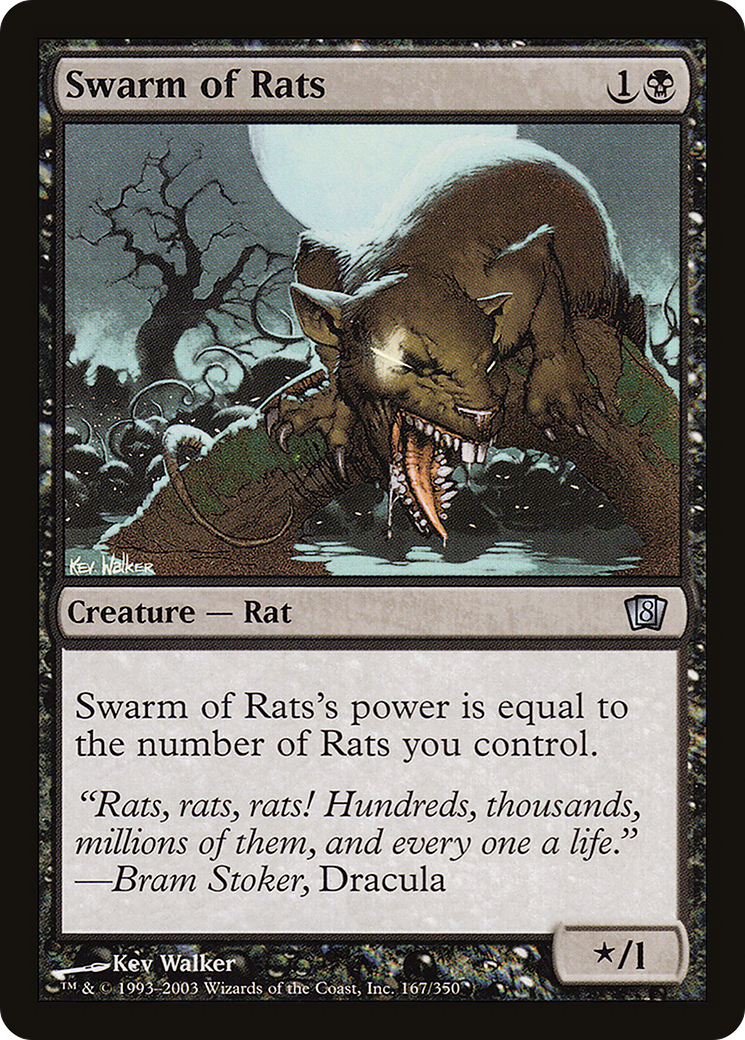 Swarm of Rats 1
KEV WALKER
Creature — Rat 8
Swarm of Rats's power is equal to
the number of Rats you control.
“Rats, rats, rats! Hundreds, thousands,
millions of them, and every one a life.”
—Bram Stoker, Dracula
★/1
Kev Walker
™ & © 1993–2003 Wizards of the Coast, Inc. 167/350